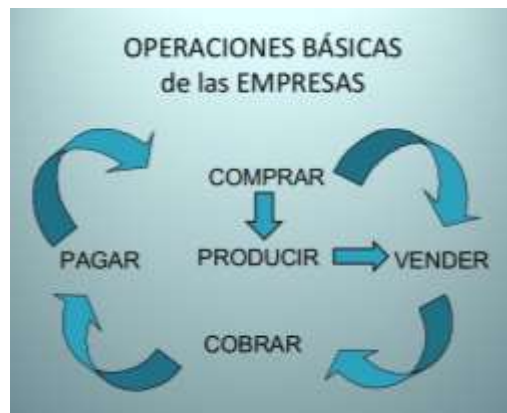 OPERACIONES BÁSICAS
de las EMPRESAS
COMPRAR
PAGAR
PRODUCIR
VENDER
COBRAR